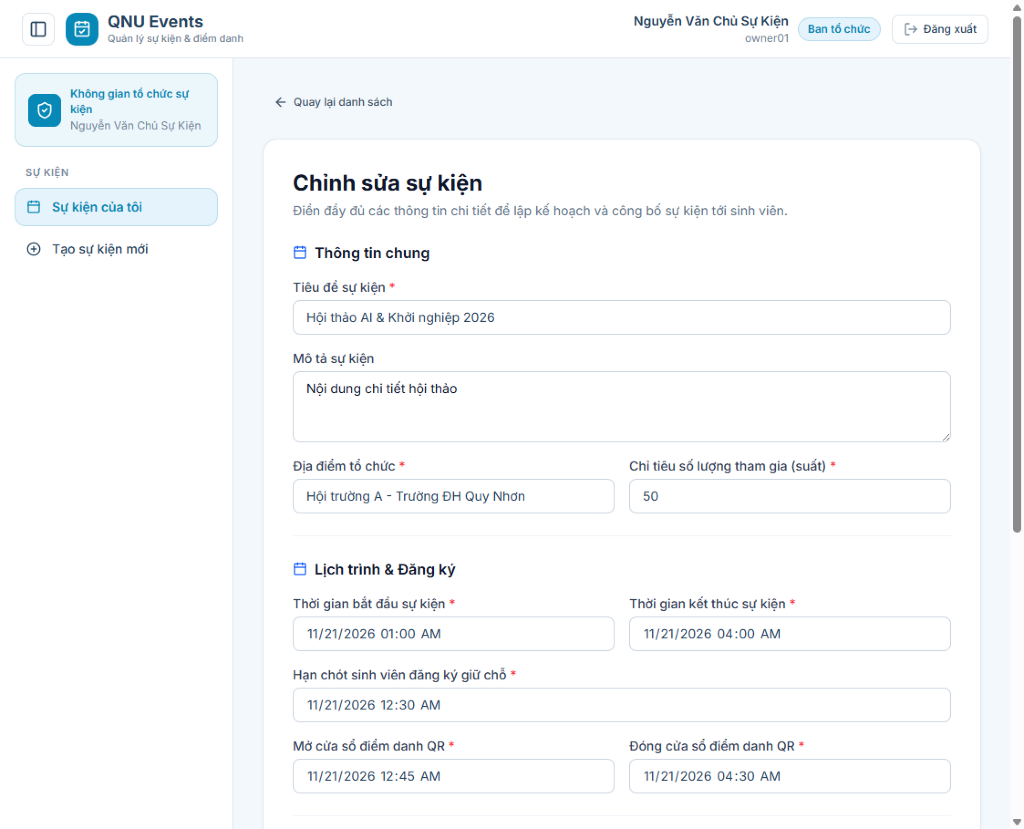 QNU Events
Quản lý sự kiện & điểm danh
Nguyễn Văn Chủ Sự Kiện
owner01
Ban tổ chức
Đăng xuất
Không gian tổ chức sự
kiện
Nguyễn Văn Chủ Sự Kiện
SỰ KIỆN
Sự kiện của tôi
Tạo sự kiện mới
Quay lại danh sách
Chỉnh sửa sự kiện
Điền đầy đủ các thông tin chi tiết để lập kế hoạch và công bố sự kiện tới sinh viên.
Thông tin chung
Tiêu đề sự kiện *
Hội thảo AI & Khởi nghiệp 2026
Mô tả sự kiện
Nội dung chi tiết hội thảo
Địa điểm tổ chức *
Chỉ tiêu số lượng tham gia (suất) *
Hội trường A - Trường ĐH Quy Nhơn
50
Lịch trình & Đăng ký
Thời gian bắt đầu sự kiện *
Thời gian kết thúc sự kiện *
11/21/2026 01:00 AM
11/21/2026 04:00 AM
Hạn chót sinh viên đăng ký giữ chỗ *
11/21/2026 12:30 AM
Mở cửa sổ điểm danh QR *
Đóng cửa sổ điểm danh QR *
11/21/2026 12:45 AM
11/21/2026 04:30 AM